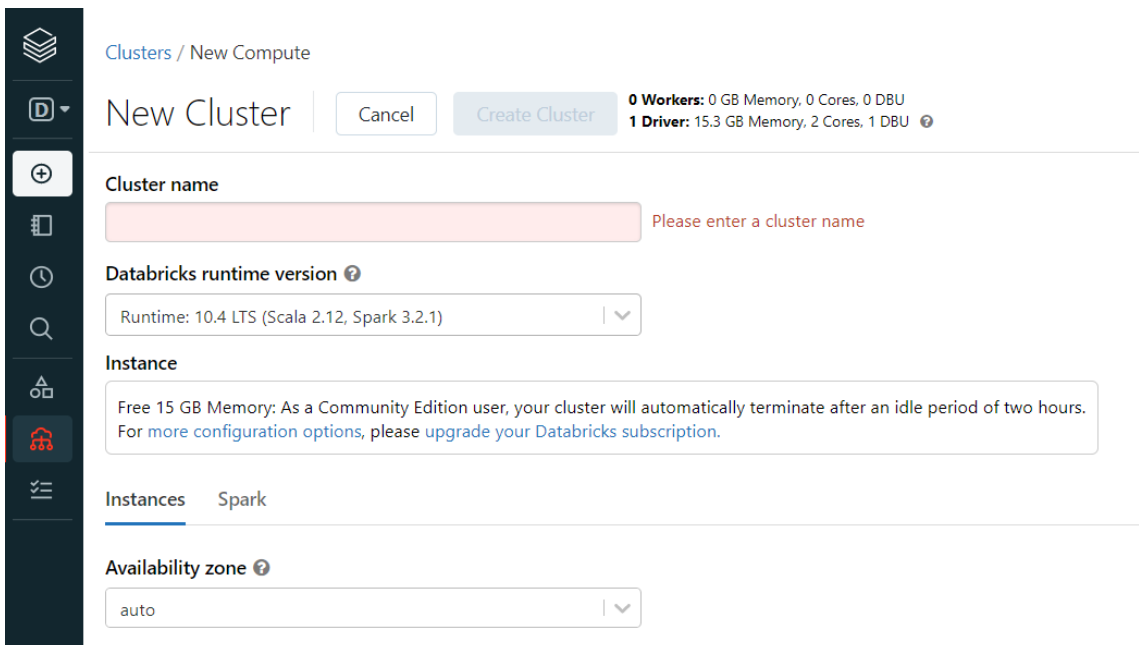 Clusters / New Compute
D
New Cluster
Cancel
Create Cluster
0 Workers: 0 GB Memory, 0 Cores, 0 DBU
1 Driver: 15.3 GB Memory, 2 Cores, 1 DBU ?
Cluster name
Please enter a cluster name
Databricks runtime version ?
Runtime: 10.4 LTS (Scala 2.12, Spark 3.2.1)
Instance
Free 15 GB Memory: As a Community Edition user, your cluster will automatically terminate after an idle period of two hours.
For more configuration options, please upgrade your Databricks subscription.
Instances Spark
Availability zone ?
auto